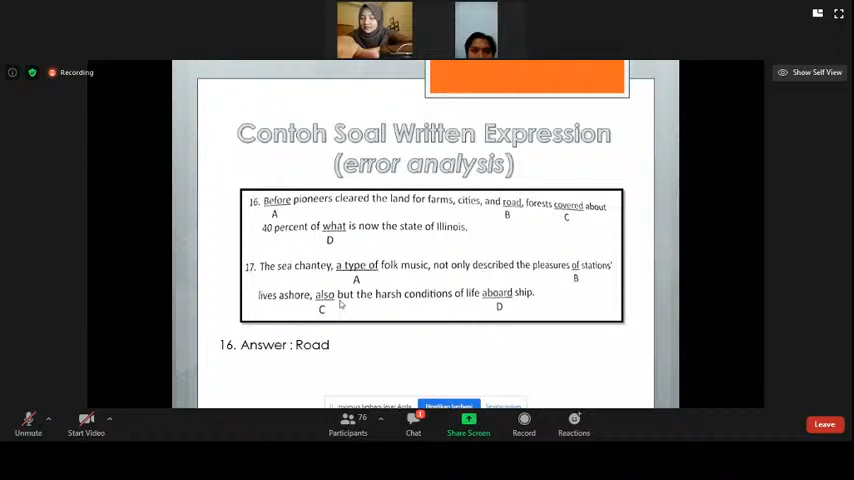 Recording
Show Self View
Contoh Soal Written Expression
(error analysis)
16. Before pioneers cleared the land for farms, cities, and road, forests covered about
A
B
C
40 percent of what is now the state of Illinois.
D
17. The sea chantey, a type of folk music, not only described the pleasures of stations'
A
B
lives ashore, also but the harsh conditions of life aboard ship.
C
D
16. Answer : Road
Unmute
Start Video
76
Participants
1
Chat
Share Screen
Record
Reactions
Leave